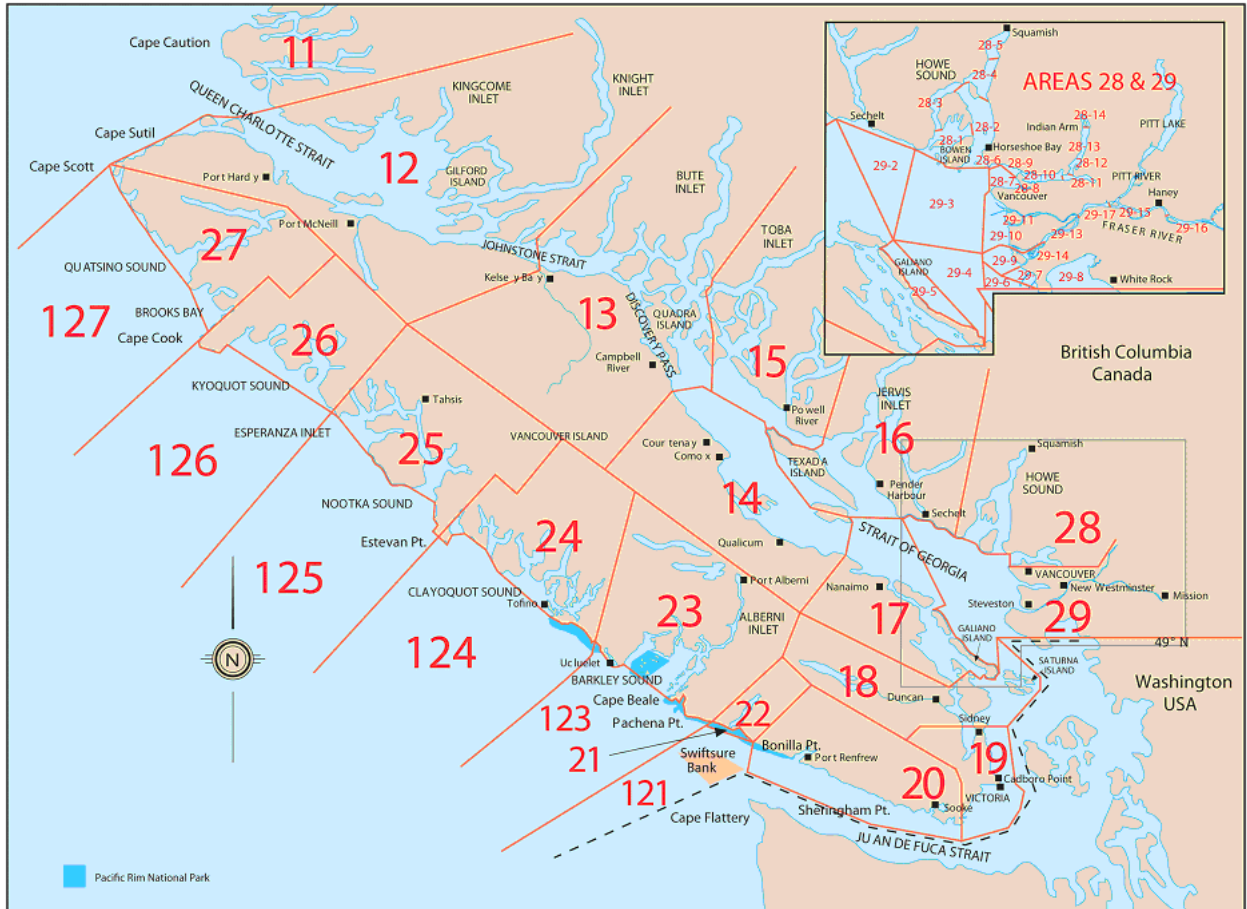 Cape Caution
11
KNIGHT
INLET
KINGCOME
INLET
QUEEN CHARLOTTE STRAIT
Cape Sutil
Cape Scott
12
GILFORD
ISLAND
Port Hard y
Port McNeill
27
BUTE
INLET
TOBA
INLET
JOHNSTONE STRAIT
Kelse y Ba y
QUATSINO SOUND
127
BROOKS BAY
Cape Cook
26
13
DISCOVERY PASS
QUADRA
ISLAND
Campbell
River
15
KYOQUOT SOUND
Tahsis
Po well
River
JERVIS
INLET
16
ESPERANZA INLET
126
25
VANCOUVER ISLAND
Cour tena y
Como x
TEXAD A
ISLAND
Pender
Harbour
Sechelt
Squamish
HOWE
SOUND
28
NOOTKA SOUND
14
24
Estevan Pt.
Qualicum
STRAIT OF GEORGIA
125
CLAYOQUOT SOUND
Tofino
Port Alberni
Nanaimo
VANCOUVER
New Westminster
Mission
Steveston
29
23
ALBERNI
INLET
17
GALIANO
ISLAND
49° N
124
N
Uc luelet
BARKLEY SOUND
SATURNA
ISLAND
Washington
USA
18
Duncan
Cape Beale
123
Pachena Pt.
22
21
Sidney
Bonilla Pt.
Port Renfrew
Swiftsure
Bank
19
Cadboro Point
VICTORIA
20
Sooke
121
Sheringham Pt.
Cape Flattery
JU AN DE FUCA STRAIT
Pacific Rim National Park
British Columbia
Canada
AREAS 28 & 29
Squamish
28-5
HOWE
SOUND
28-4
28-3
Sechelt
28-14
Indian Arm
PITT LAKE
28-2
28-1
BOWEN
ISLAND
Horseshoe Bay
28-13
28-6
28-9
28-12
29-2
28-10
28-7
28-8
28-11
PITT RIVER
Vancouver
Haney
29-3
29-11
29-17
29-15
29-16
29-10
29-13
FRASER RIVER
29-14
GALIANO
ISLAND
29-9
29-4
29-7
29-8
29-6
29-5
White Rock